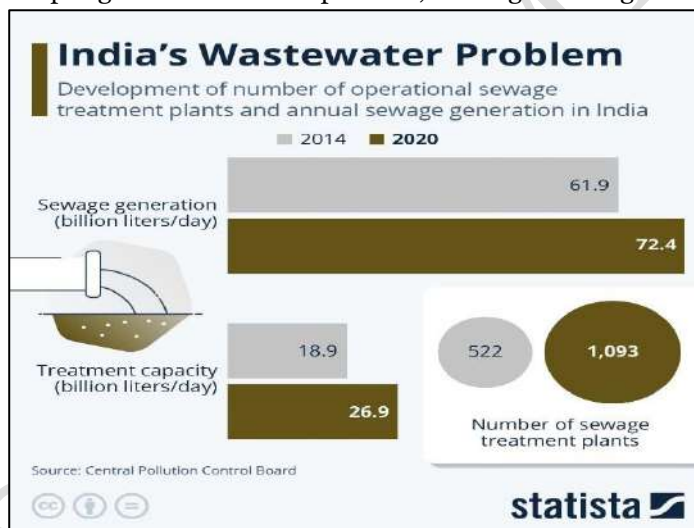 India's Wastewater Problem
Development of number of operational sewage
treatment plants and annual sewage generation in India
2014 2020
Sewage generation
(billion liters/day)
61.9
72.4
Treatment capacity
(billion liters/day)
18.9
26.9
522 1,093
Number of sewage
treatment plants
Source: Central Pollution Control Board
cc
statista